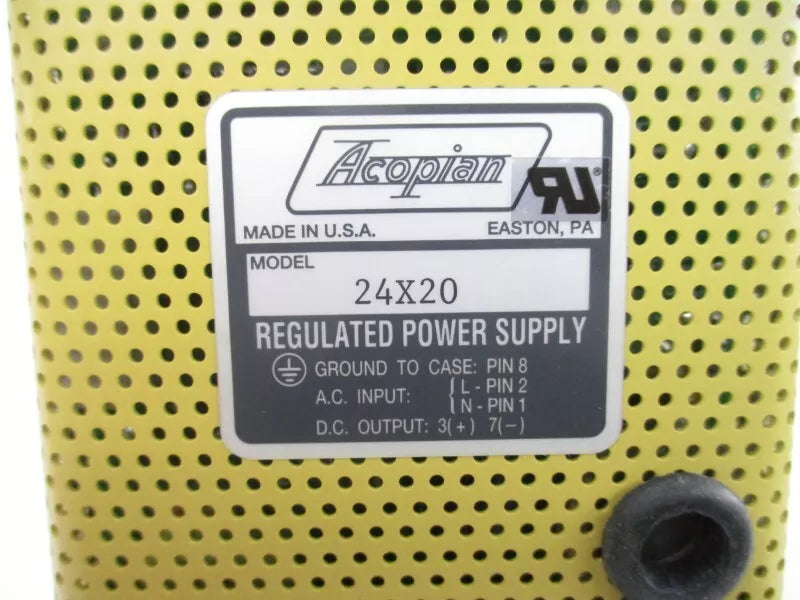 Acopian
RU®
MADE IN U.S.A. EASTON, PA
MODEL
24X20
REGULATED POWER SUPPLY
GROUND TO CASE: PIN 8
A.C. INPUT: { L - PIN 2
N - PIN 1
D.C. OUTPUT: 3(+) 7(-)